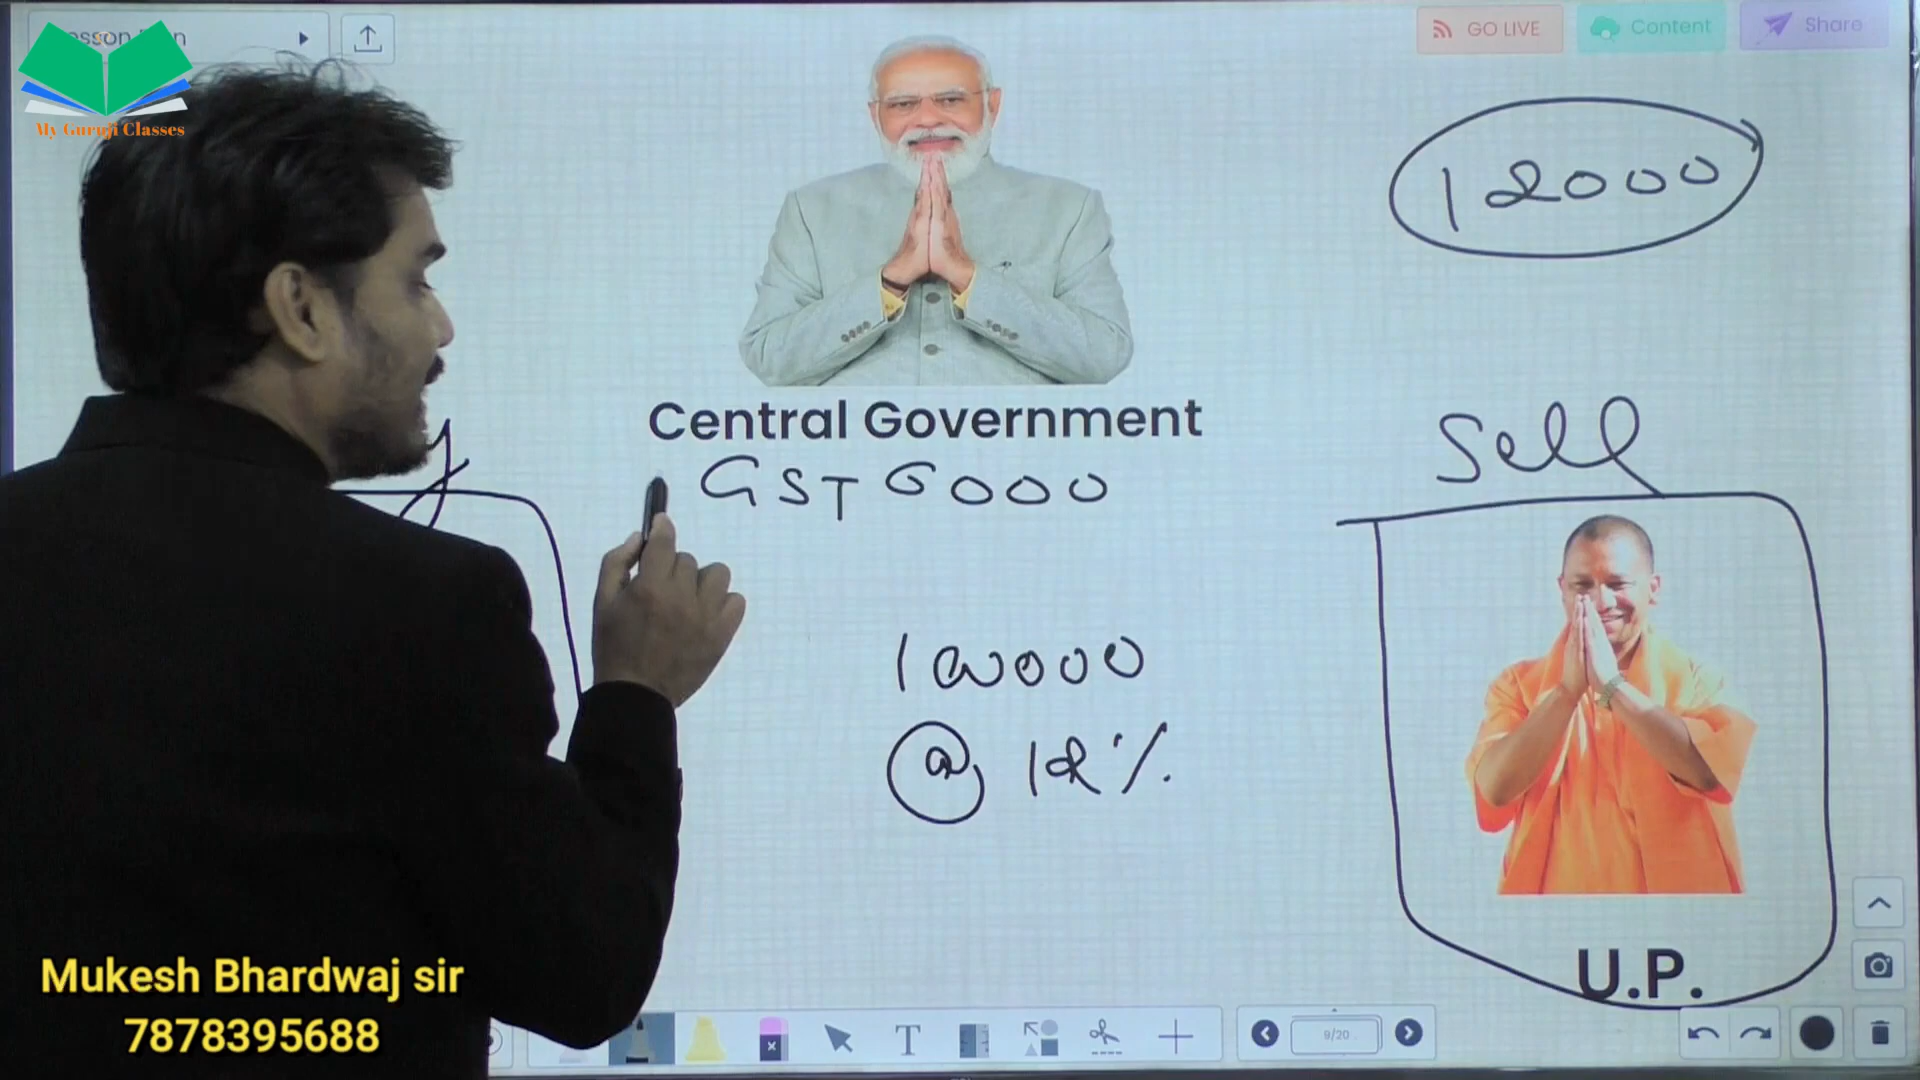 My Guruji Classes
GO LIVE
Content
Share
12000
Central Government
GST 6000
Sell
100000
@ 12%
U.P.
Mukesh Bhardwaj sir
7878395688
T
9/20